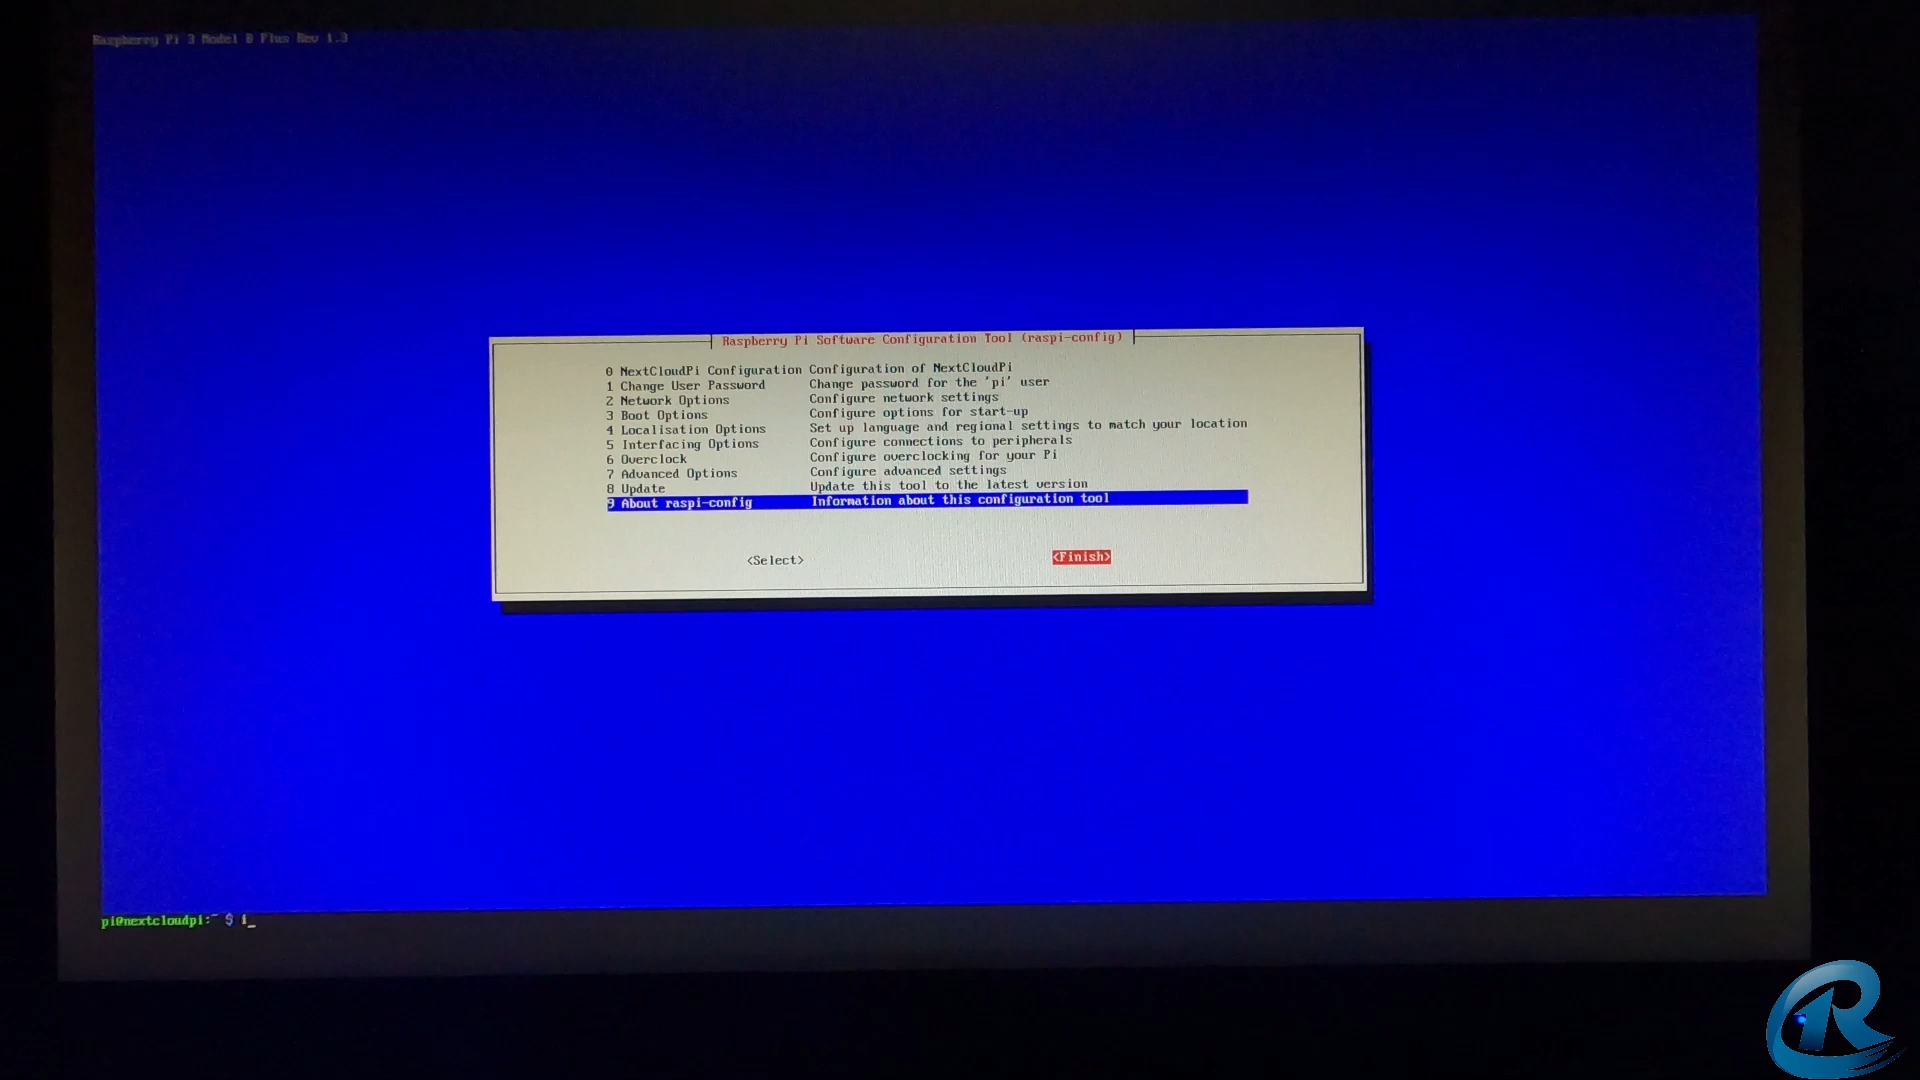 Raspberry Pi 3 Model B Plus Rev 1.3
Raspberry Pi Software Configuration Tool (raspi-config)
0 NextCloudPi Configuration Configuration of NextCloudPi
1 Change User Password Change password for the 'pi' user
2 Network Options Configure network settings
3 Boot Options Configure options for start-up
4 Localisation Options Set up language and regional settings to match your location
5 Interfacing Options Configure connections to peripherals
6 Overclock Configure overclocking for your Pi
7 Advanced Options Configure advanced settings
8 Update Update this tool to the latest version
9 About raspi-config Information about this configuration tool
<Select> <Finish>
pi@nextcloudpi:~ $ i_
R